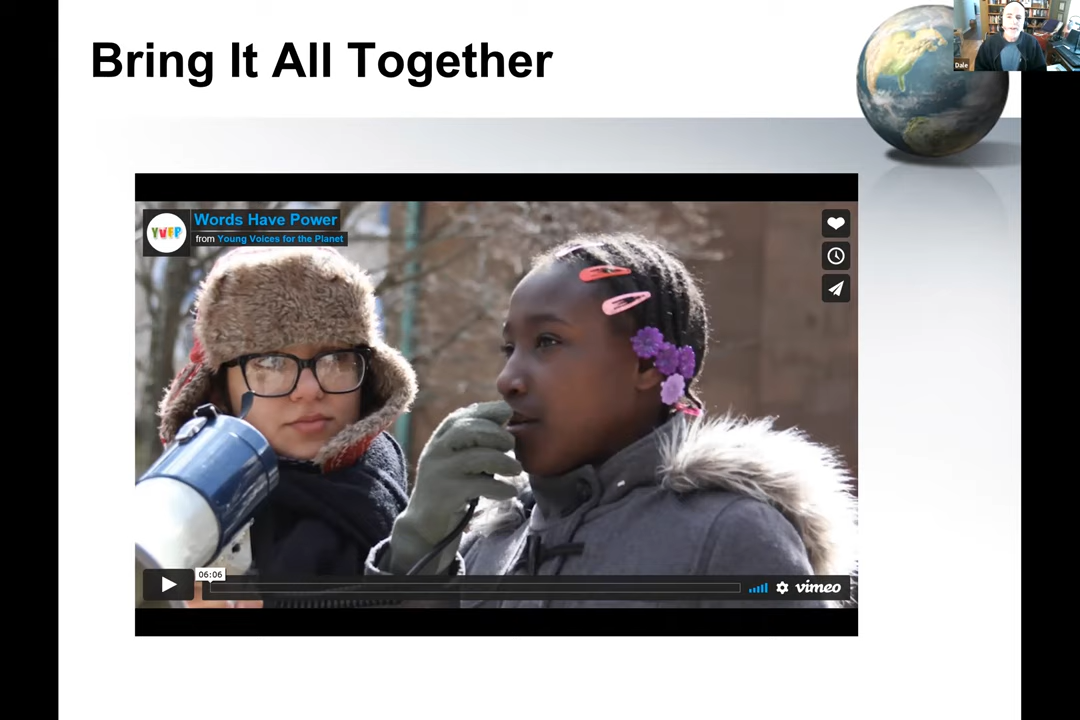 Bring It All Together
Dale
YVFP
Words Have Power
from Young Voices for the Planet
06:06
vimeo